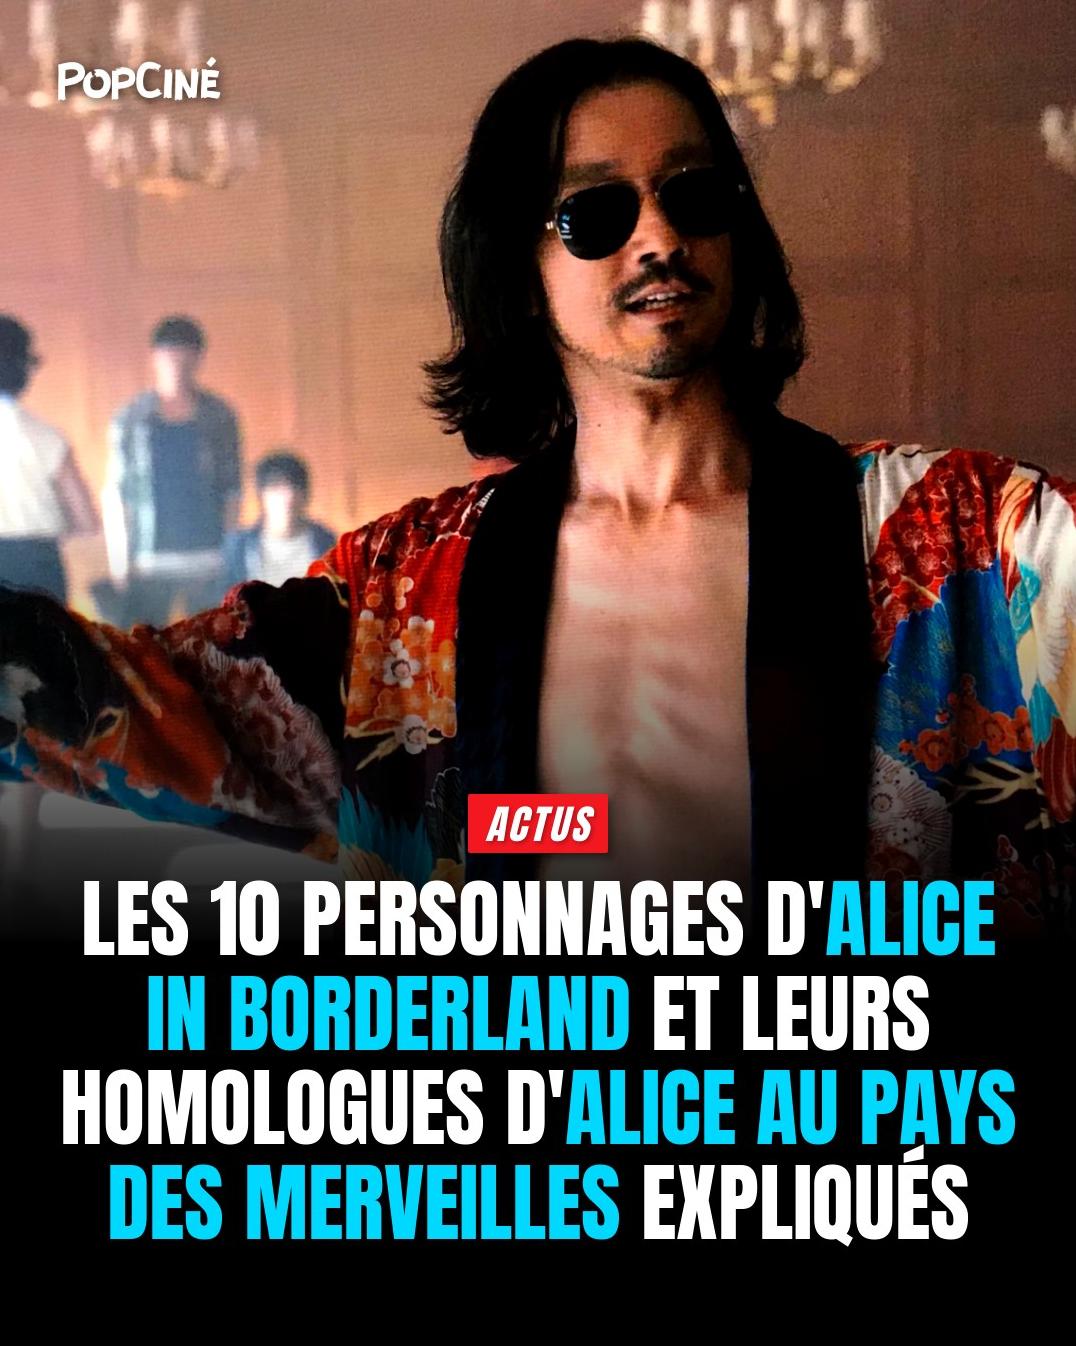 POPCINÉ
ACTUS
LES 10 PERSONNAGES D'ALICE
IN BORDERLAND ET LEURS
HOMOLOGUES D'ALICE AU PAYS
DES MERVEILLES EXPLIQUÉS